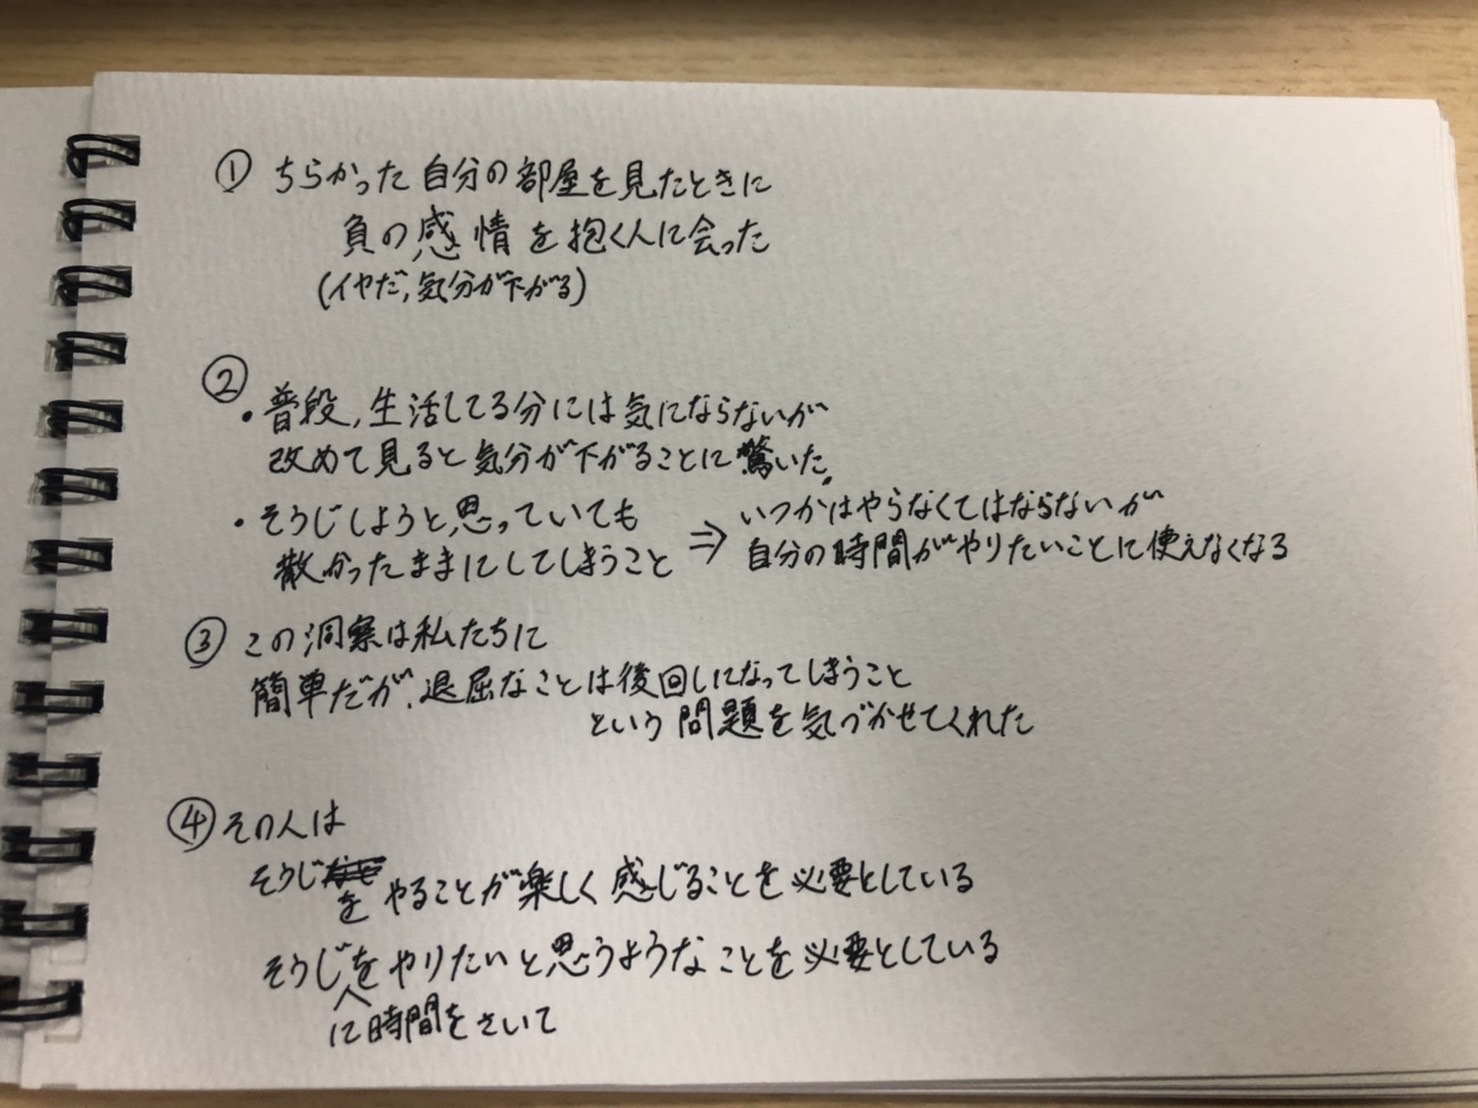 ① ちらかった自分の部屋を見たときに
負の感情を抱く人に会った
(イヤだ,気分が下がる)
②
・普段,生活してる分には気にならないが
改めて見ると気分が下がることに驚いた.
・そうじしようと思っていても
散かったままにしてしまうこと
⇒ いつかはやらなくてはならないが
自分の時間がやりたいことに使えなくなる
③ この洞察は私たちに
簡単だが、退屈なことは後回しになってしまうこと
という問題を気づかせてくれた
④ その人は
そうじをやることが楽しく感じることを必要としている
そうじをやりたいと思うようなことを必要としている
に時間をさいて